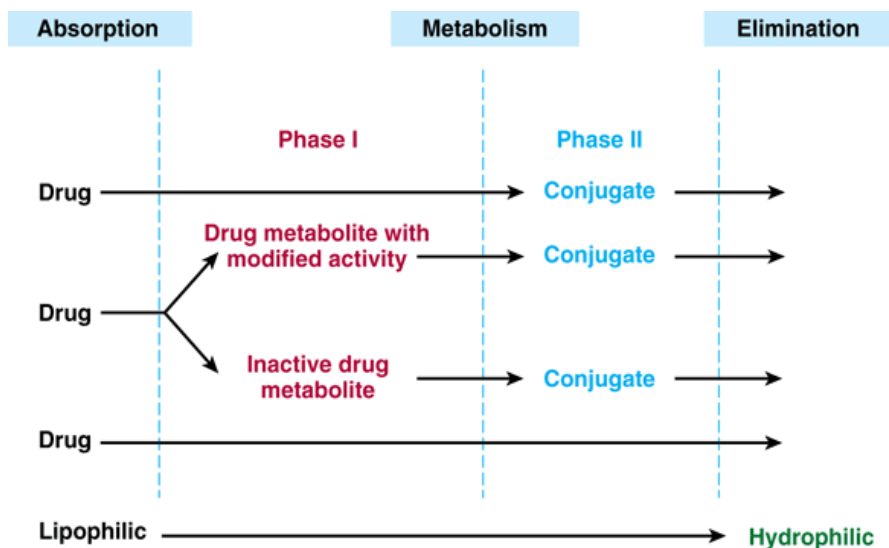 Absorption
Metabolism
Elimination
Phase I
Phase II
Drug
Conjugate
Drug metabolite with
modified activity
Conjugate
Drug
Inactive drug
metabolite
Conjugate
Drug
Lipophilic
Hydrophilic